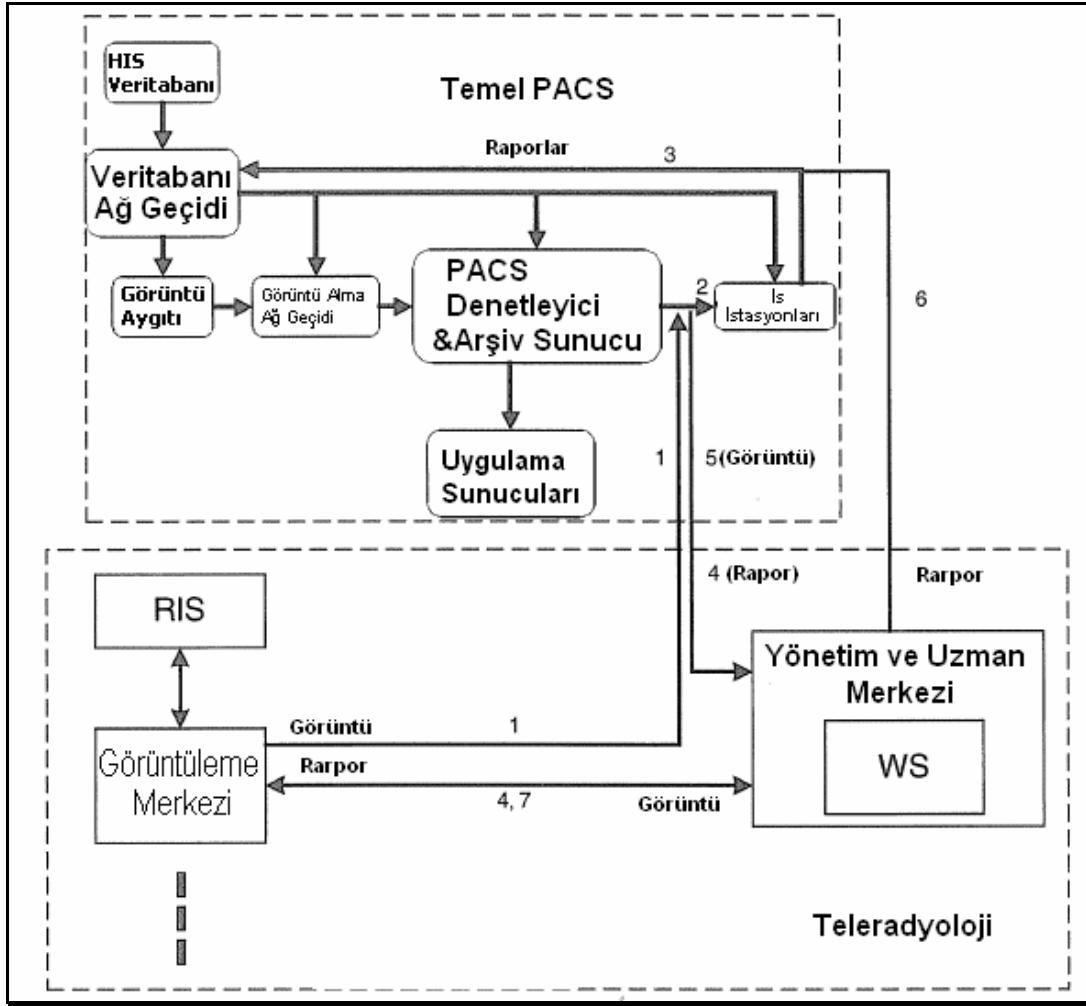 HIS
Veritabanı
Temel PACS
Raporlar
3
Veritabanı
Ağ Geçidi
Görüntü
Aygıtı
Görüntü Alma
Ağ Geçidi
PACS
Denetleyici
&Arşiv Sunucu
2
Is
Istasyonları
6
Uygulama
Sunucuları
1
5(Görüntü)
4 (Rapor)
Rarpor
RIS
Yönetim ve Uzman
Merkezi
WS
Görüntüleme
Merkezi
Görüntü
1
Rarpor
4, 7
Görüntü
Teleradyoloji